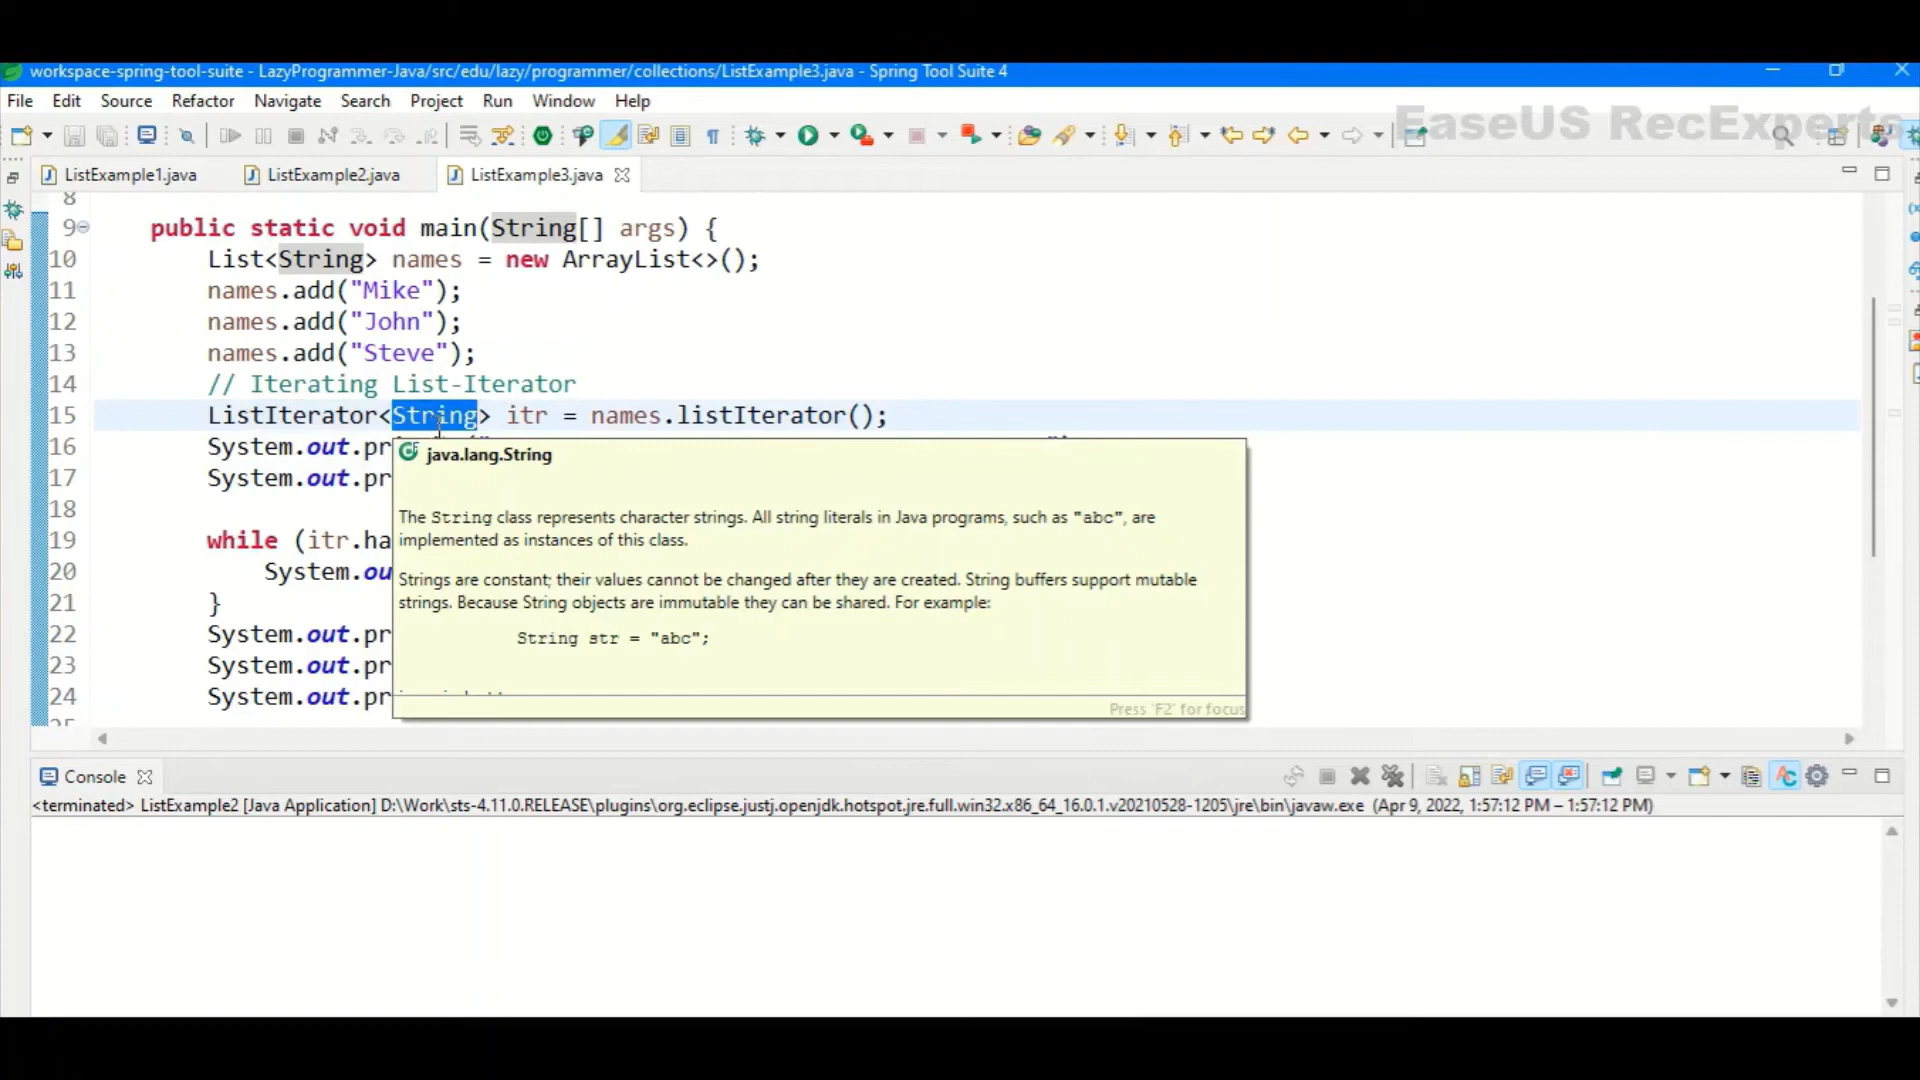 workspace-spring-tool-suite - LazyProgrammer-Java/src/edu/lazy/programmer/collections/ListExample3.java - Spring Tool Suite 4
File Edit Source Refactor Navigate Search Project Run Window Help
EaseUS RecExperts
ListExample1.java ListExample2.java ListExample3.java
8
9 public static void main(String[] args) {
10 List<String> names = new ArrayList<>();
11 names.add("Mike");
12 names.add("John");
13 names.add("Steve");
14 // Iterating List-Iterator
15 ListIterator<String> itr = names.listIterator();
16 System.out.pr
17 System.out.pr
18
19 while (itr.ha
20 System.ou
21 }
22 System.out.pr
23 System.out.pr
24 System.out.pr
25
java.lang.String
The String class represents character strings. All string literals in Java programs, such as "abc", are
implemented as instances of this class.
Strings are constant; their values cannot be changed after they are created. String buffers support mutable
strings. Because String objects are immutable they can be shared. For example:
String str = "abc";
Press 'F2' for focus
Console
<terminated> ListExample2 [Java Application] D:\Work\sts-4.11.0.RELEASE\plugins\org.eclipse.justj.openjdk.hotspot.jre.full.win32.x86_64_16.0.1.v20210528-1205\jre\bin\javaw.exe (Apr 9, 2022, 1:57:12 PM – 1:57:12 PM)